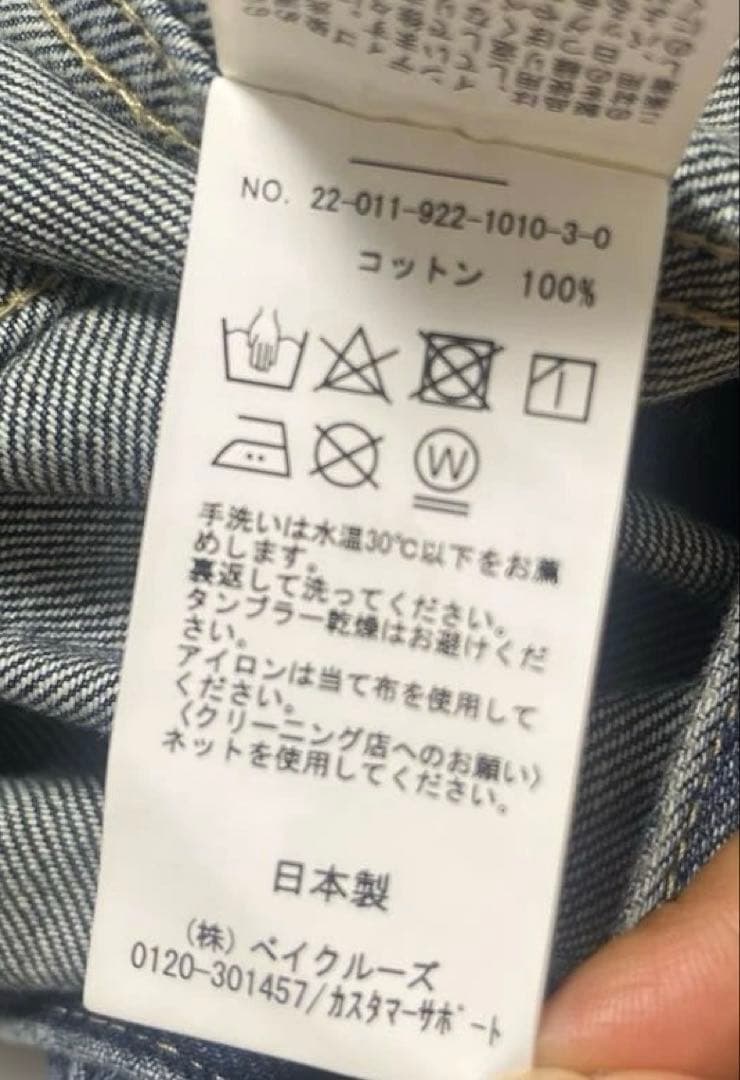 NO. 22-011-922-1010-3-0
コットン 100%
W
手洗いは水温30℃以下をお薦
めします。
裏返して洗ってください。
タンブラー乾燥はお避けくだ
さい。
アイロンは当て布を使用して
ください。
〈クリーニング店へのお願い〉
ネットを使用してください。
日本製
(株) ベイクルーズ
0120-301457/カスタマーサポート